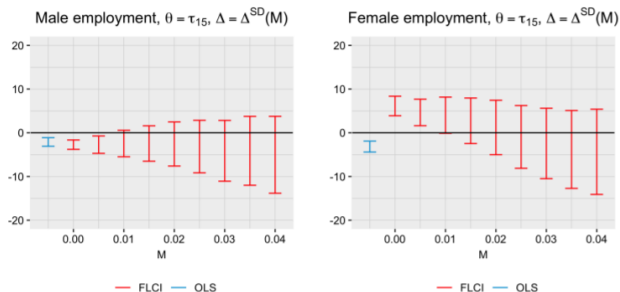 Male employment, θ = τ₁₅, Δ = Δ^SD(M)
20
10
0
-10
-20
0.00 0.01 0.02 0.03 0.04
M
FLCI OLS
Female employment, θ = τ₁₅, Δ = Δ^SD(M)
20
10
0
-10
-20
0.00 0.01 0.02 0.03 0.04
M
FLCI OLS